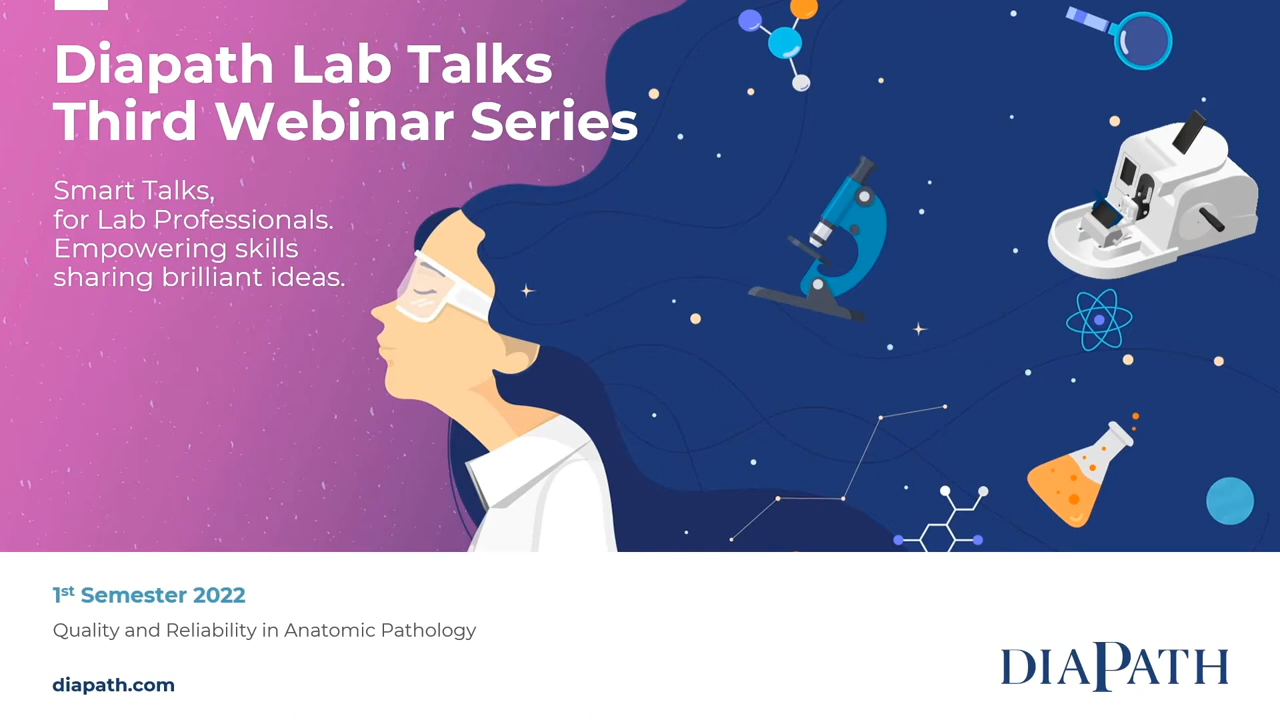 Diapath Lab Talks
Third Webinar Series
Smart Talks,
for Lab Professionals.
Empowering skills
sharing brilliant ideas.
1st Semester 2022
Quality and Reliability in Anatomic Pathology
diapath.com
DIAPATH